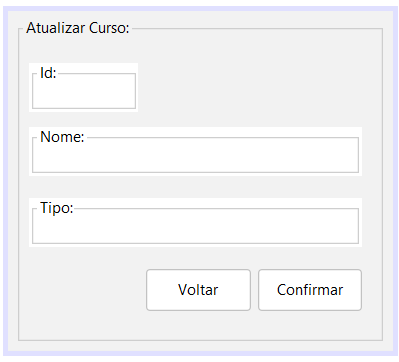 Atualizar Curso:
Id:
Nome:
Tipo:
Voltar Confirmar